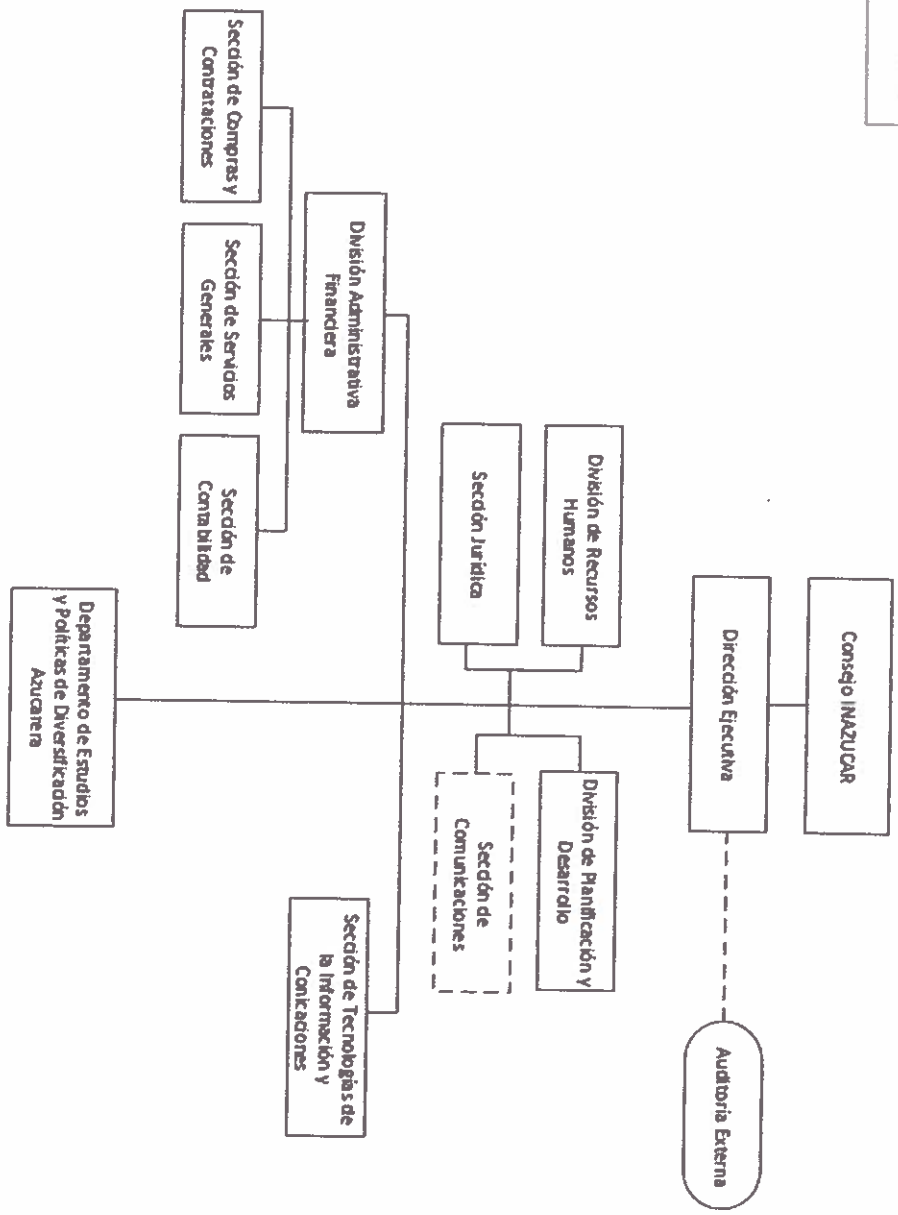 Consejo INAZUCAR
Dirección Ejecutiva
Auditoria Externa
División de Recursos
Humanos
División de Planificación y
Desarrollo
Sección Jurídica
Sección de
Comunicaciones
División Administrativa
Financiera
Sección de Tecnologías de
la Información y
Conicaciones
Sección de Compras y
Contrataciones
Sección de Servicios
Generales
Sección de
Contabilidad
Departamento de Estudios
y Políticas de Diversificación
Azucarera